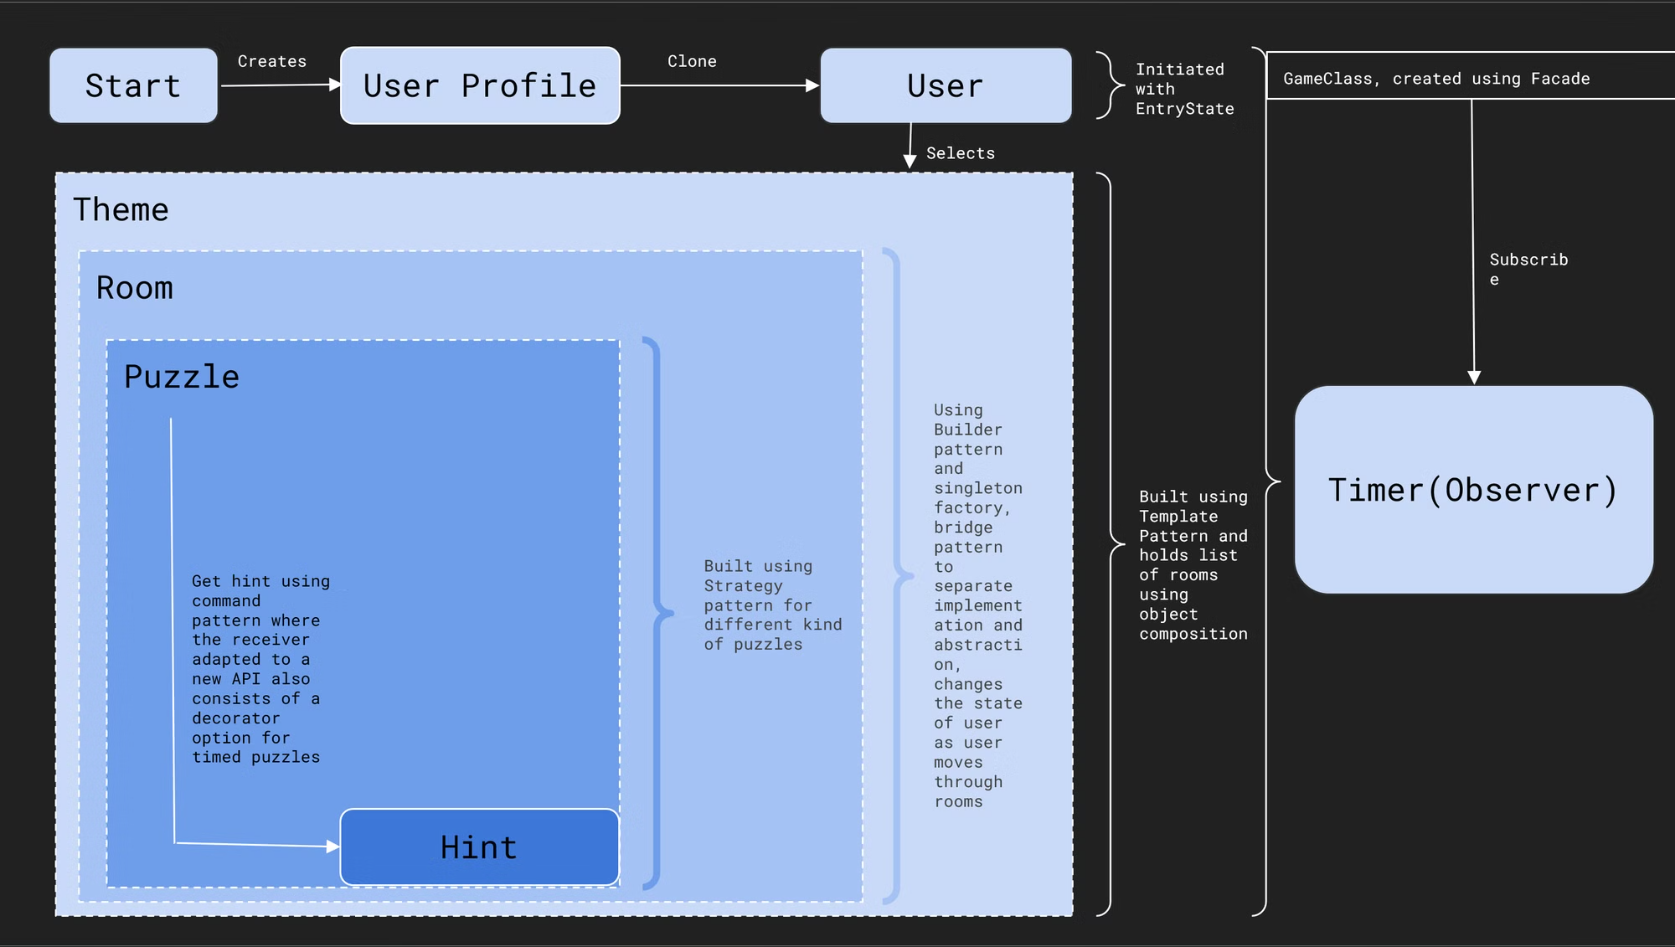 Start
Creates
User Profile
Clone
User
Initiated
with
EntryState
GameClass, created using Facade
Selects
Theme
Room
Puzzle
Get hint using
command
pattern where
the receiver
adapted to a
new API also
consists of a
decorator
option for
timed puzzles
Hint
Built using
Strategy
pattern for
different kind
of puzzles
Using
Builder
pattern
and
singleton
factory,
bridge
pattern
to
separate
implement
ation and
abstracti
on,
changes
the state
of user
as user
moves
through
rooms
Built using
Template
Pattern and
holds list
of rooms
using
object
composition
Subscrib
e
Timer(Observer)